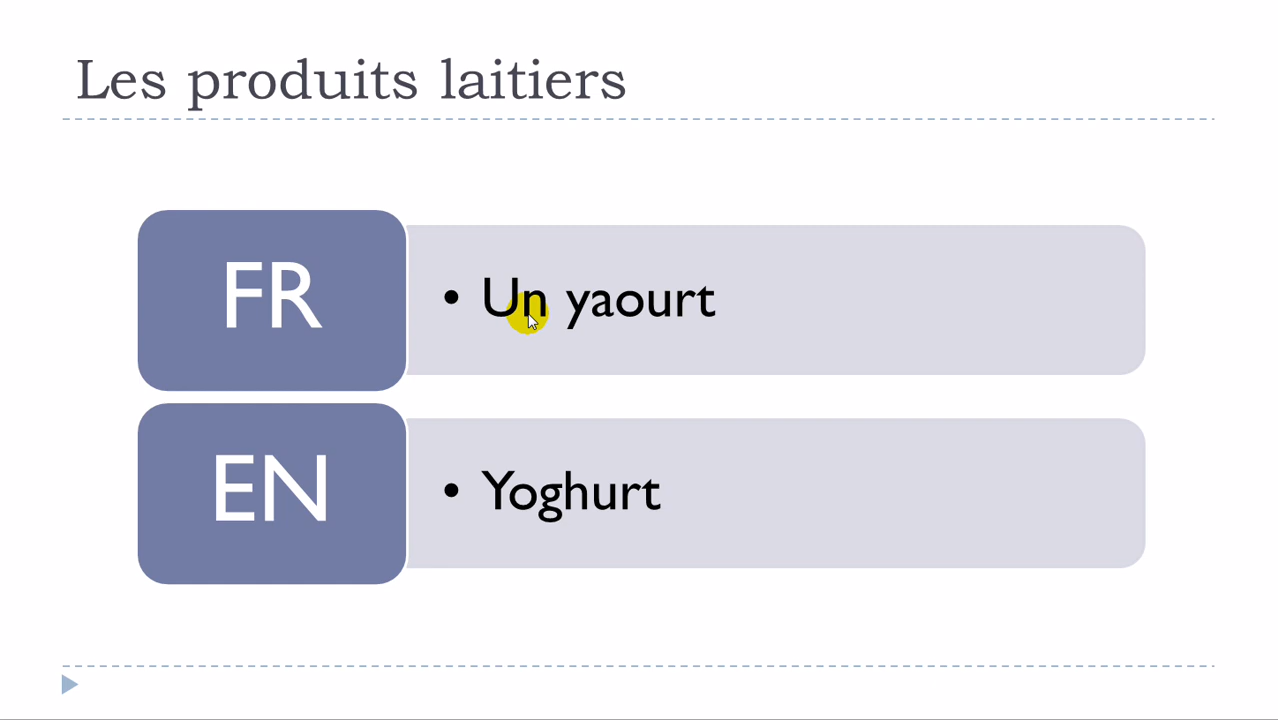 Les produits laitiers
FR
• Un yaourt
EN
• Yoghurt